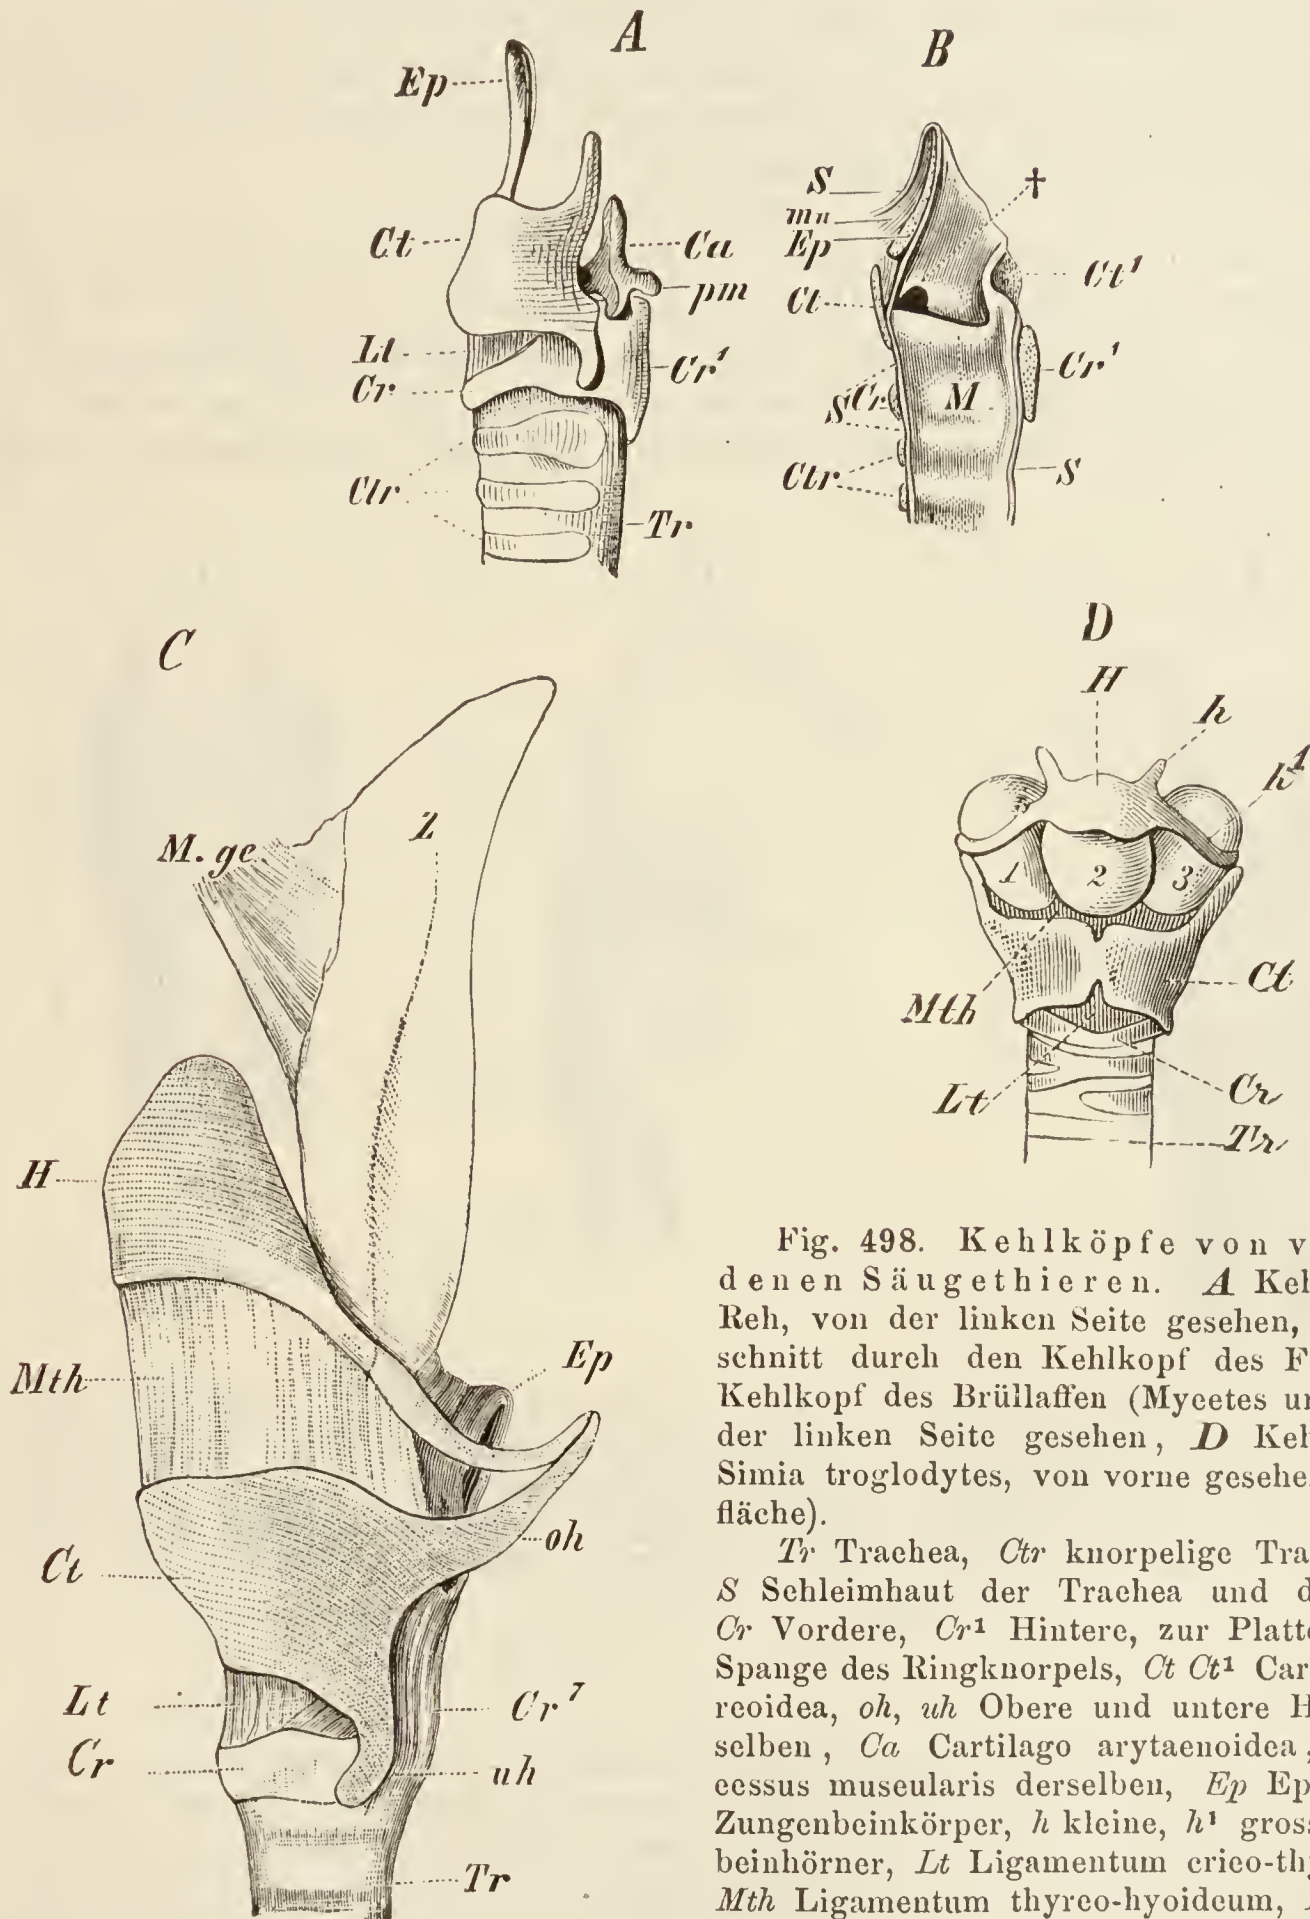 A
Ep
Ct
Lt
Cr
Ctr
Ca
pm
Cr¹
Tr
B
S
mu
Ep
Ct
Cr
S
Ctr
†
Ct¹
Cr¹
M
S
C
Z
M. ge
H
Mth
Ct
Lt
Cr
Ep
oh
Cr⁷
uh
Tr
D
H
h
h¹
1 2 3
Mth
Ct
Lt
Cr
Tr
Fig. 498. Kehlköpfe von v
denen Säugethieren. A Keh
Reh, von der linken Seite gesehen,
schnitt durch den Kehlkopf des F
Kehlkopf des Brüllaffen (Mycetes ur
der linken Seite gesehen, D Keh
Simia troglodytes, von vorne gesehe
fläche).
Tr Trachea, Ctr knorpelige Tra
S Schleimhaut der Trachea und d
Cr Vordere, Cr¹ Hintere, zur Platte
Spange des Ringknorpels, Ct Ct¹ Car
reoidea, oh, uh Obere und untere H
selben, Ca Cartilago arytaenoidea,
cessus muscularis derselben, Ep Ep
Zungenbeinkörper, h kleine, h¹ gross
beinhörner, Lt Ligamentum crico-th
Mth Ligamentum thyreo-hyoideum,